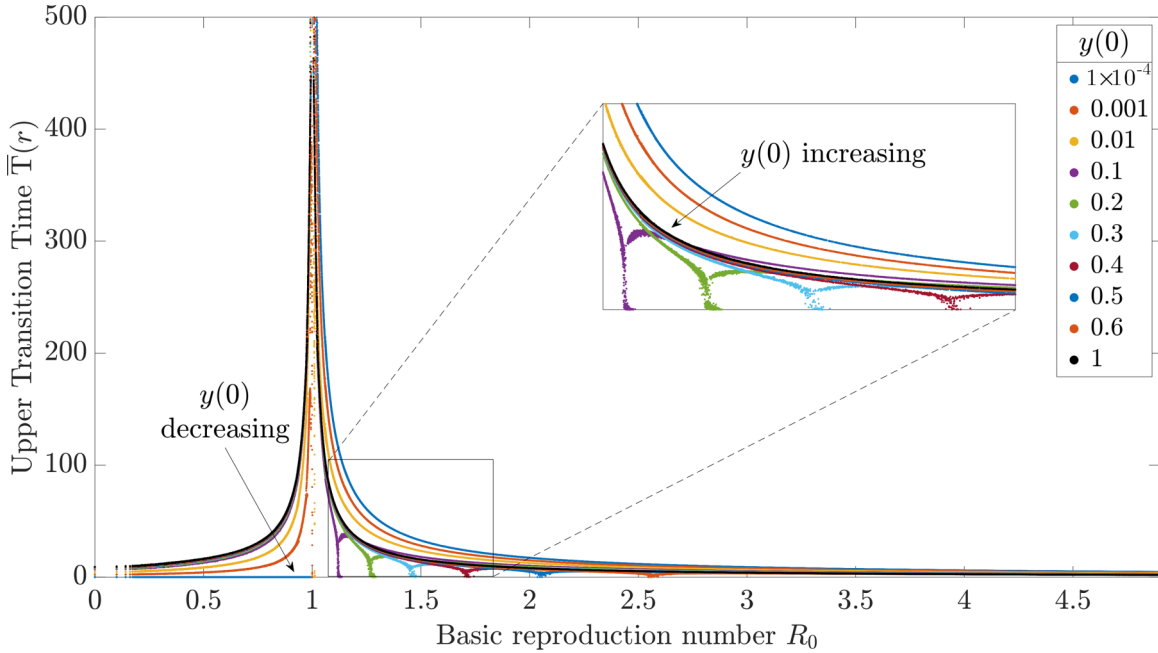 Upper Transition Time T̅(r)
500
400
300
200
100
0
y(0)
decreasing
y(0) increasing
y(0)
1×10⁻⁴
0.001
0.01
0.1
0.2
0.3
0.4
0.5
0.6
1
0 0.5 1 1.5 2 2.5 3 3.5 4 4.5
Basic reproduction number R₀